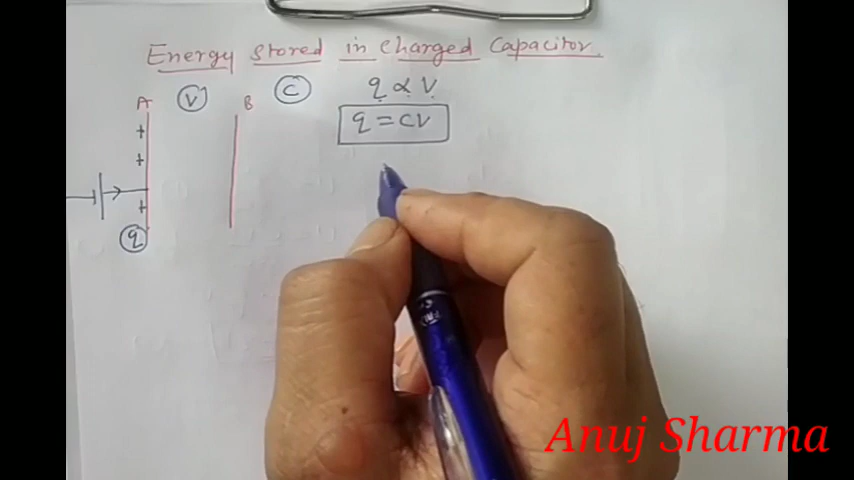 Energy stored in charged Capacitor.
A V B C q ∝ V
q = CV
+
+
+
q
Anuj Sharma